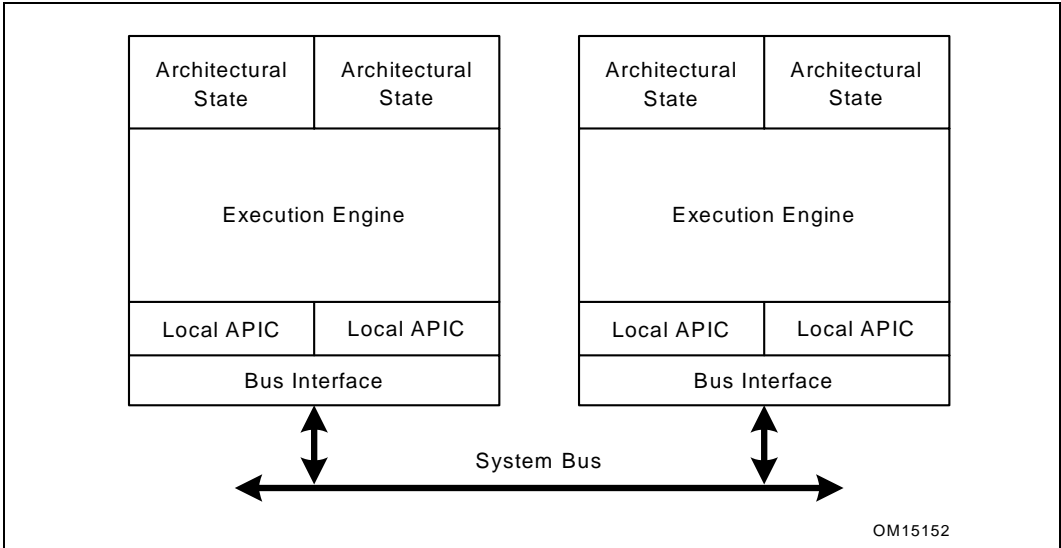 Architectural
State
Architectural
State
Architectural
State
Architectural
State
Execution Engine
Execution Engine
Local APIC
Local APIC
Local APIC
Local APIC
Bus Interface
Bus Interface
System Bus
OM15152